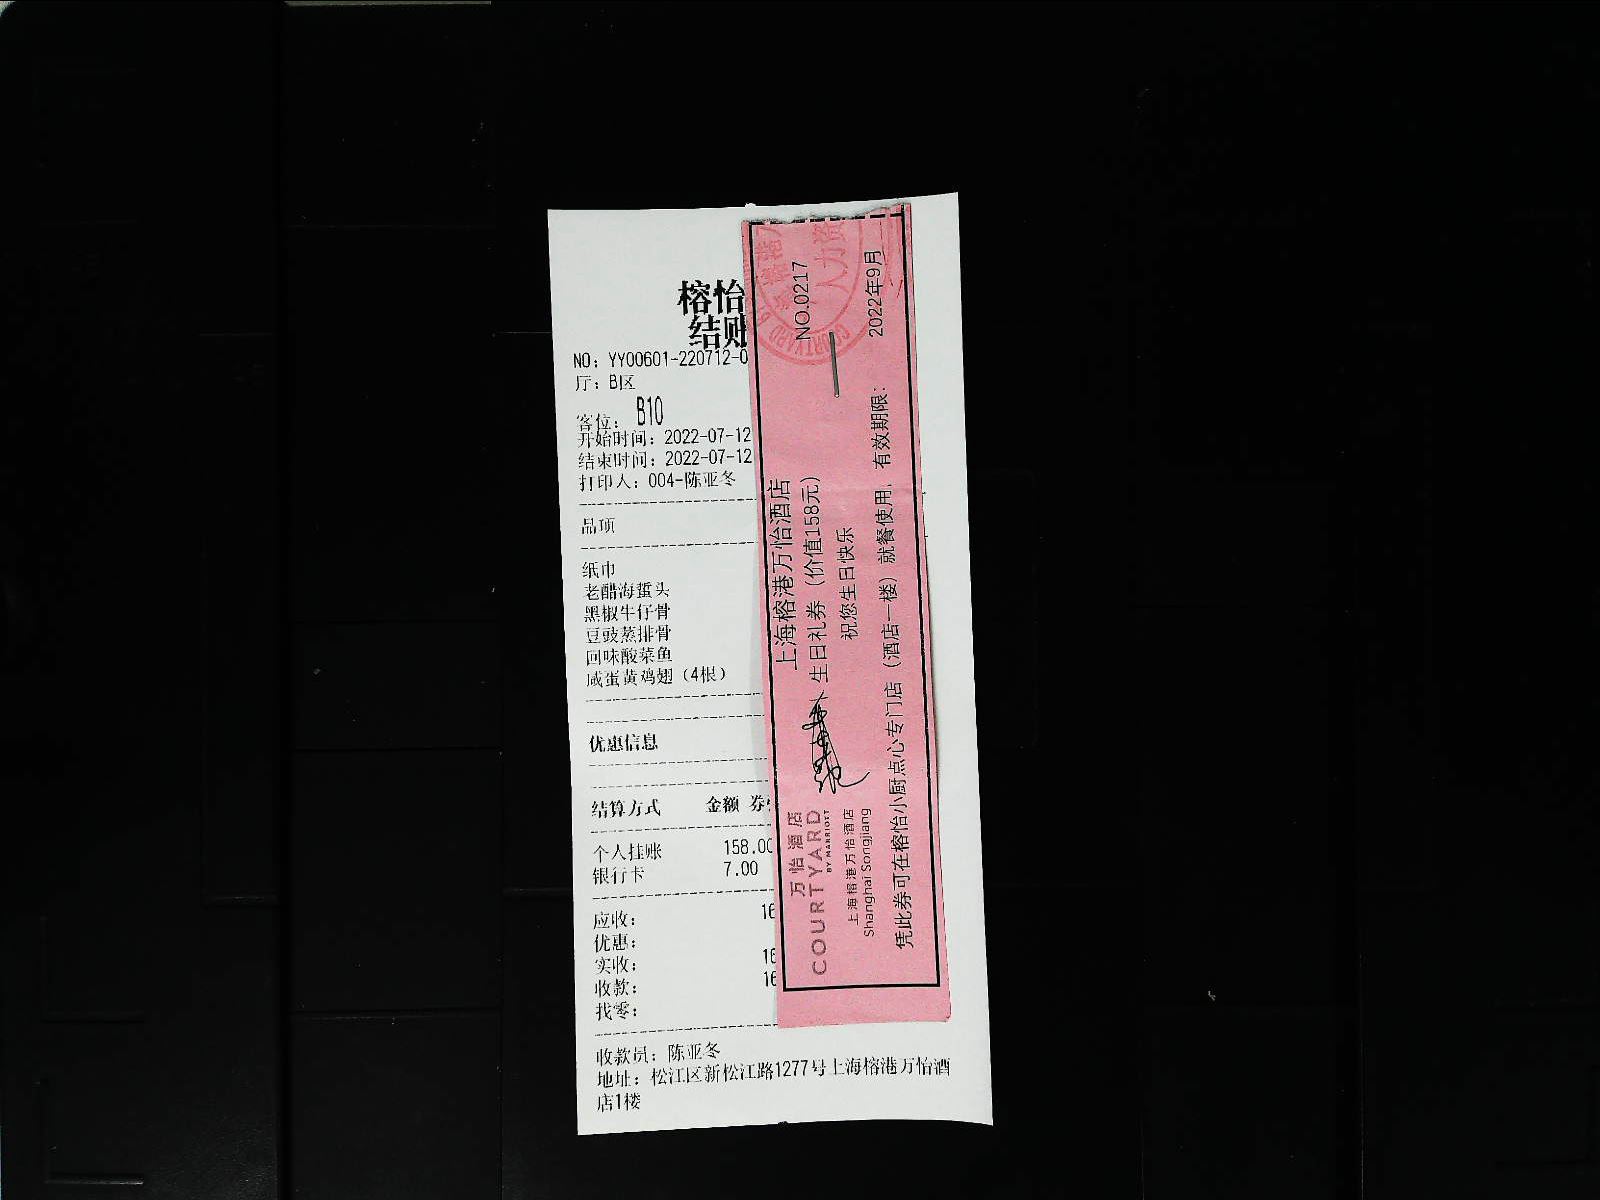 榕怡
结账
NO：YY00601-220712-0
厅：B区
客位： B10
开始时间：2022-07-12
结束时间：2022-07-12
打印人：004-陈亚冬
品项
纸巾
老醋海蜇头
黑椒牛仔骨
豆豉蒸排骨
回味酸菜鱼
咸蛋黄鸡翅（4根）
优惠信息
结算方式 金额 券
个人挂账 158.00
银行卡 7.00
应收： 16
优惠：
实收： 16
收款： 16
找零：
收款员：陈亚冬
地址：松江区新松江路1277号上海榕港万怡酒
店1楼
万怡酒店
COURTYARD
BY MARRIOTT
上海榕港万怡酒店
Shanghai Songjiang
上海榕港万怡酒店
生日礼券（价值158元）
祝您生日快乐
凭此券可在榕怡小厨点心专门店（酒店一楼）就餐使用，有效期限：
2022年9月
NO.0217
人力资
COURTYARD